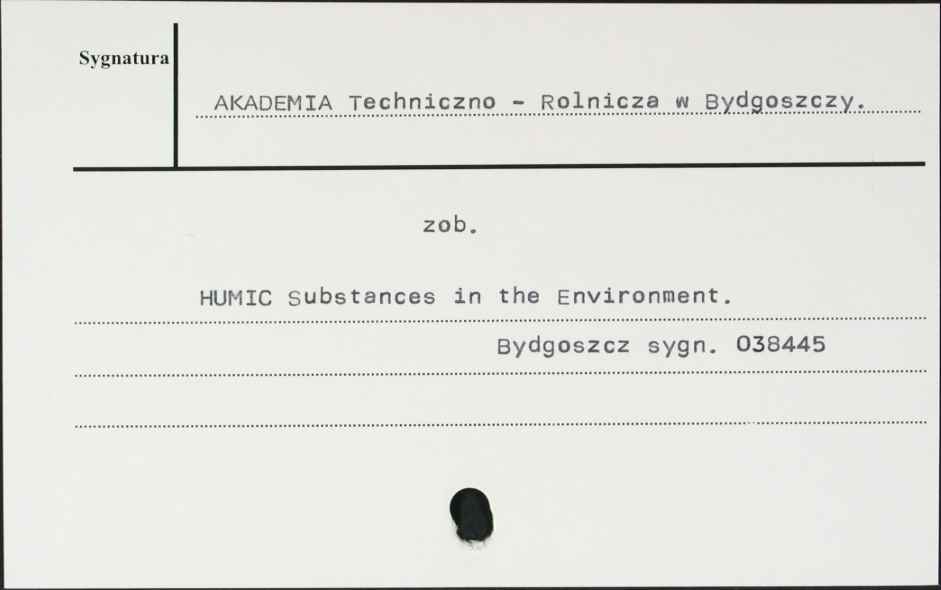 Sygnatura
AKADEMIA Techniczno - Rolnicza w Bydgoszczy.
zob.
HUMIC Substances in the Environment.
Bydgoszcz sygn. 038445